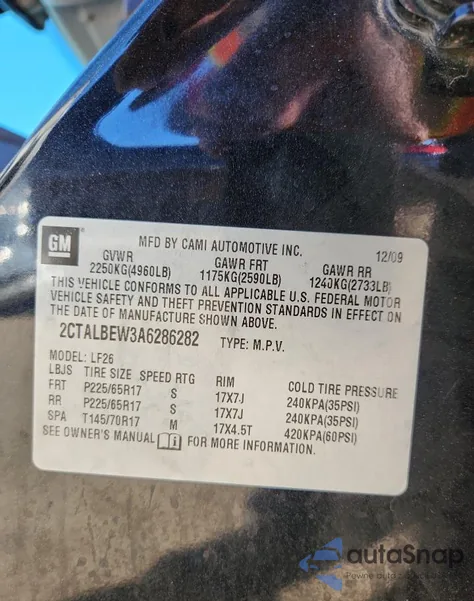 GM
MFD BY CAMI AUTOMOTIVE INC. 12/09
GVWR GAWR FRT GAWR RR
2250KG(4960LB) 1175KG(2590LB) 1240KG(2733LB)
THIS VEHICLE CONFORMS TO ALL APPLICABLE U.S. FEDERAL MOTOR
VEHICLE SAFETY AND THEFT PREVENTION STANDARDS IN EFFECT ON
THE DATE OF MANUFACTURE SHOWN ABOVE.
2CTALBEW3A6286282 TYPE: M.P.V.
MODEL: LF26
LBJS TIRE SIZE SPEED RTG RIM COLD TIRE PRESSURE
FRT P225/65R17 S 17X7J 240KPA(35PSI)
RR P225/65R17 S 17X7J 240KPA(35PSI)
SPA T145/70R17 M 17X4.5T 420KPA(60PSI)
SEE OWNER'S MANUAL FOR MORE INFORMATION.
autaSnap
Pewne auto z